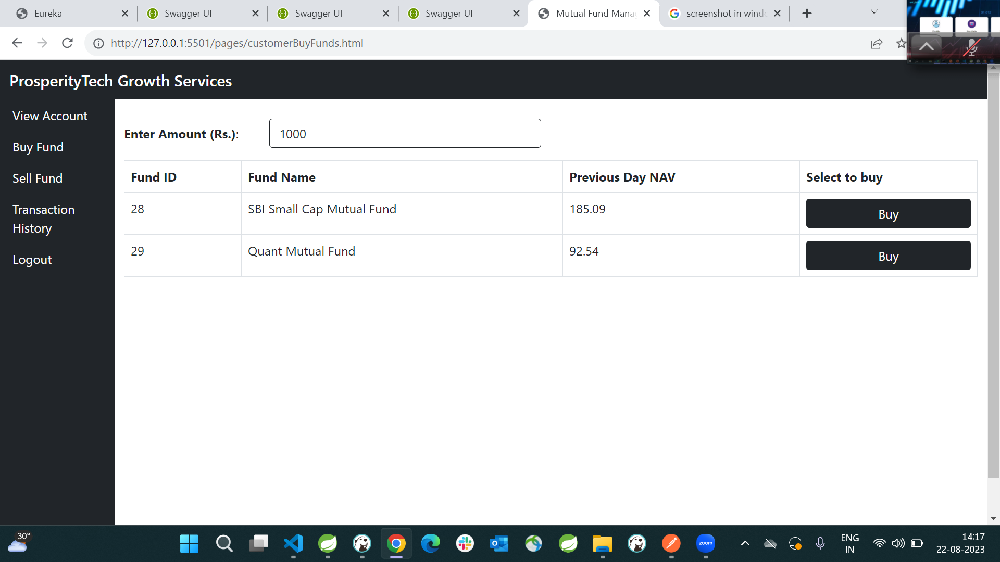 Eureka
Swagger UI
Swagger UI
Swagger UI
Mutual Fund Mana
screenshot in windo
http://127.0.0.1:5501/pages/customerBuyFunds.html
ProsperityTech Growth Services
View Account
Buy Fund
Sell Fund
Transaction
History
Logout
Enter Amount (Rs.): 1000
Fund ID Fund Name Previous Day NAV Select to buy
28 SBI Small Cap Mutual Fund 185.09 Buy
29 Quant Mutual Fund 92.54 Buy
30°
zoom
ENG
IN
14:17
22-08-2023